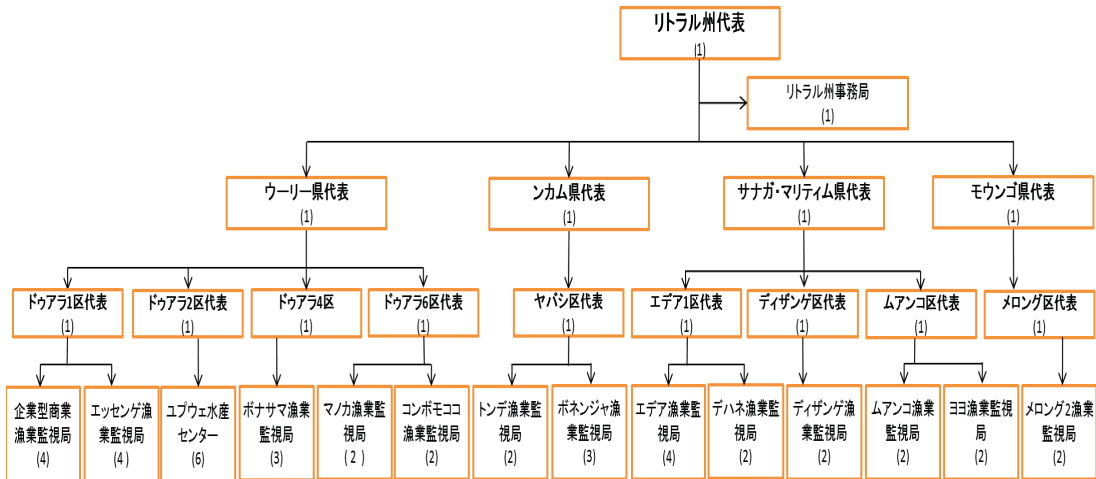 リトラル州代表
(1)
リトラル州事務局
(1)
ウーリー県代表
(1)
ンカム県代表
(1)
サナガ・マリティム県代表
(1)
モウンゴ県代表
(1)
ドゥアラ1区代表
(1)
ドゥアラ2区代表
(1)
ドゥアラ4区
(1)
ドゥアラ6区代表
(1)
ヤバシ区代表
(1)
エデア1区代表
(1)
ディザンゲ区代表
(1)
ムアンコ区代表
(1)
メロング区代表
(1)
企業型商業
漁業監視局
(4)
エッセンゲ漁
業監視局
(4)
ユプウェ水産
センター
(6)
ボナサマ漁業
監視局
(3)
マノカ漁業監
視局
(2)
コンボモココ
漁業監視局
(2)
トンデ漁業監
視局
(2)
ボネンジャ漁
業監視局
(3)
エデア漁業監
視局
(4)
デハネ漁業監
視局
(2)
ディザンゲ漁
業監視局
(2)
ムアンコ漁業
監視局
(2)
ヨヨ漁業監視
局
(2)
メロング2漁業
監視局
(2)